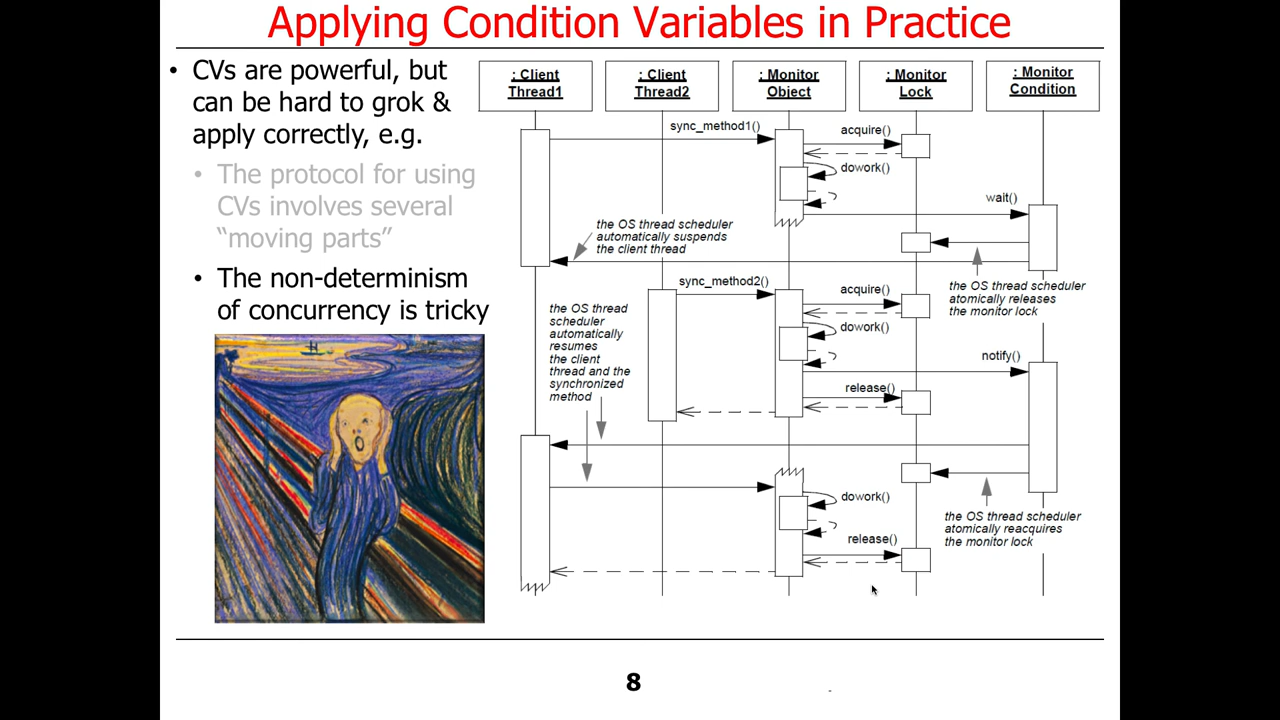 Applying Condition Variables in Practice
• CVs are powerful, but
can be hard to grok &
apply correctly, e.g.
• The protocol for using
CVs involves several
“moving parts”
• The non-determinism
of concurrency is tricky
: Client
Thread1
: Client
Thread2
: Monitor
Object
: Monitor
Lock
: Monitor
Condition
sync_method1()
acquire()
dowork()
wait()
the OS thread scheduler
automatically suspends
the client thread
the OS thread scheduler
atomically releases
the monitor lock
sync_method2()
acquire()
dowork()
the OS thread
scheduler
automatically
resumes
the client
thread and the
synchronized
method
notify()
release()
dowork()
the OS thread scheduler
atomically reacquires
the monitor lock
release()
8